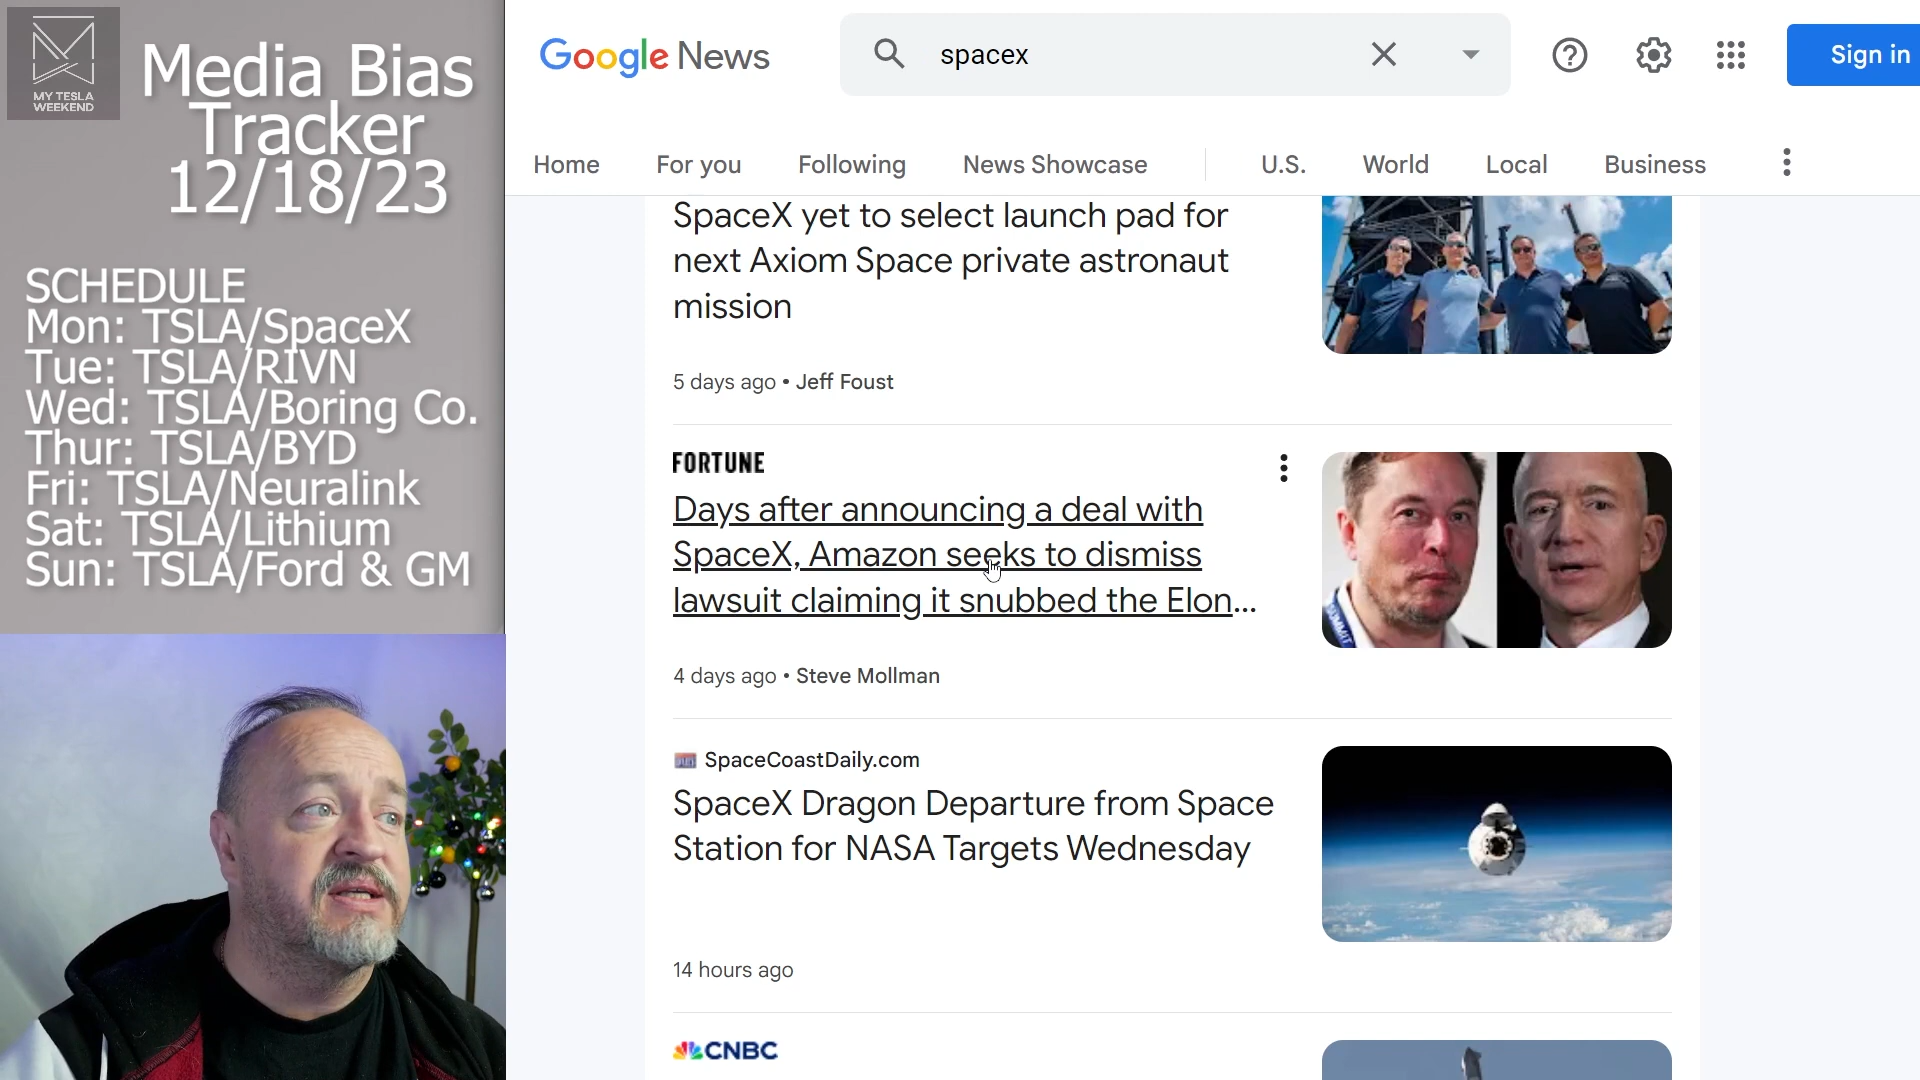 MY TESLA
WEEKEND
Media Bias
Tracker
12/18/23
SCHEDULE
Mon: TSLA/SpaceX
Tue: TSLA/RIVN
Wed: TSLA/Boring Co.
Thur: TSLA/BYD
Fri: TSLA/Neuralink
Sat: TSLA/Lithium
Sun: TSLA/Ford & GM
Google News
spacex
Sign in
Home For you Following News Showcase U.S. World Local Business
SpaceX yet to select launch pad for
next Axiom Space private astronaut
mission
5 days ago • Jeff Foust
FORTUNE
Days after announcing a deal with
SpaceX, Amazon seeks to dismiss
lawsuit claiming it snubbed the Elon...
4 days ago • Steve Mollman
SUMMIT
SpaceCoastDaily.com
SpaceX Dragon Departure from Space
Station for NASA Targets Wednesday
14 hours ago
CNBC